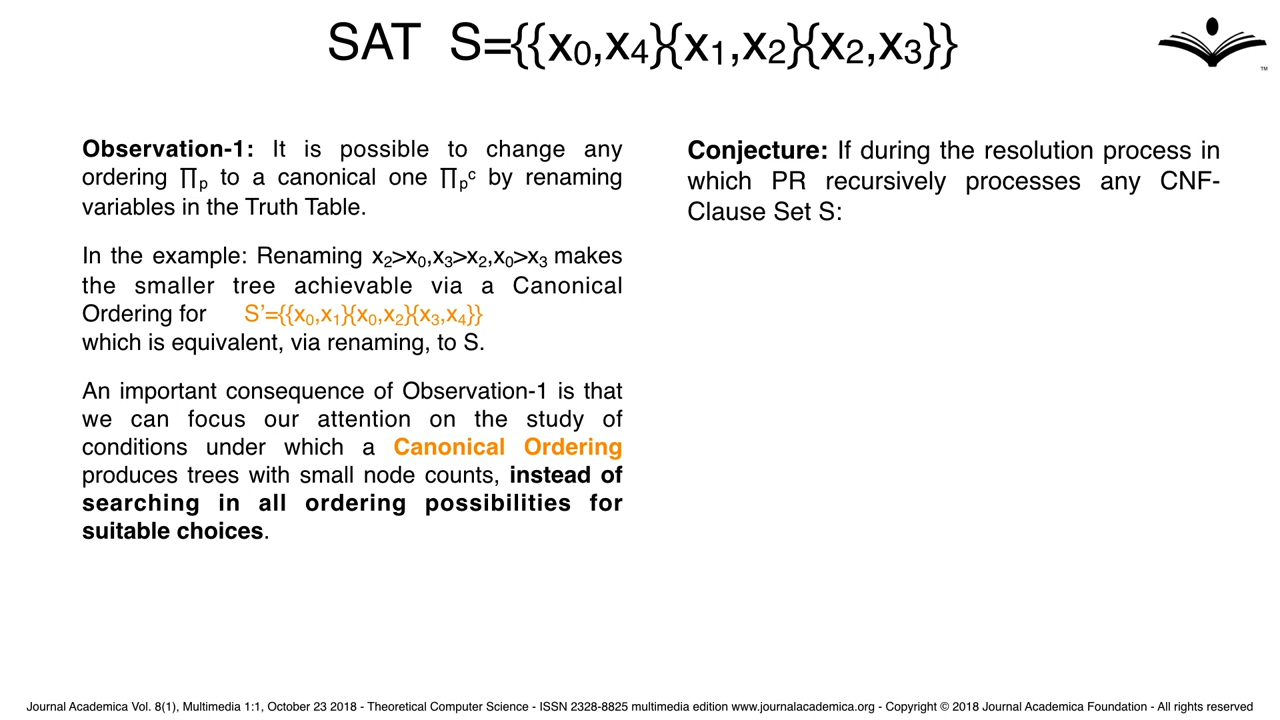 SAT S={{x₀,x₄}{x₁,x₂}{x₂,x₃}}
TM
Observation-1: It is possible to change any
ordering ∏ₚ to a canonical one ∏ₚᶜ by renaming
variables in the Truth Table.
In the example: Renaming x₂>x₀,x₃>x₂,x₀>x₃ makes
the smaller tree achievable via a Canonical
Ordering for S’={{x₀,x₁}{x₀,x₂}{x₃,x₄}}
which is equivalent, via renaming, to S.
An important consequence of Observation-1 is that
we can focus our attention on the study of
conditions under which a Canonical Ordering
produces trees with small node counts, instead of
searching in all ordering possibilities for
suitable choices.
Conjecture: If during the resolution process in
which PR recursively processes any CNF-
Clause Set S:
Journal Academica Vol. 8(1), Multimedia 1:1, October 23 2018 - Theoretical Computer Science - ISSN 2328-8825 multimedia edition www.journalacademica.org - Copyright © 2018 Journal Academica Foundation - All rights reserved